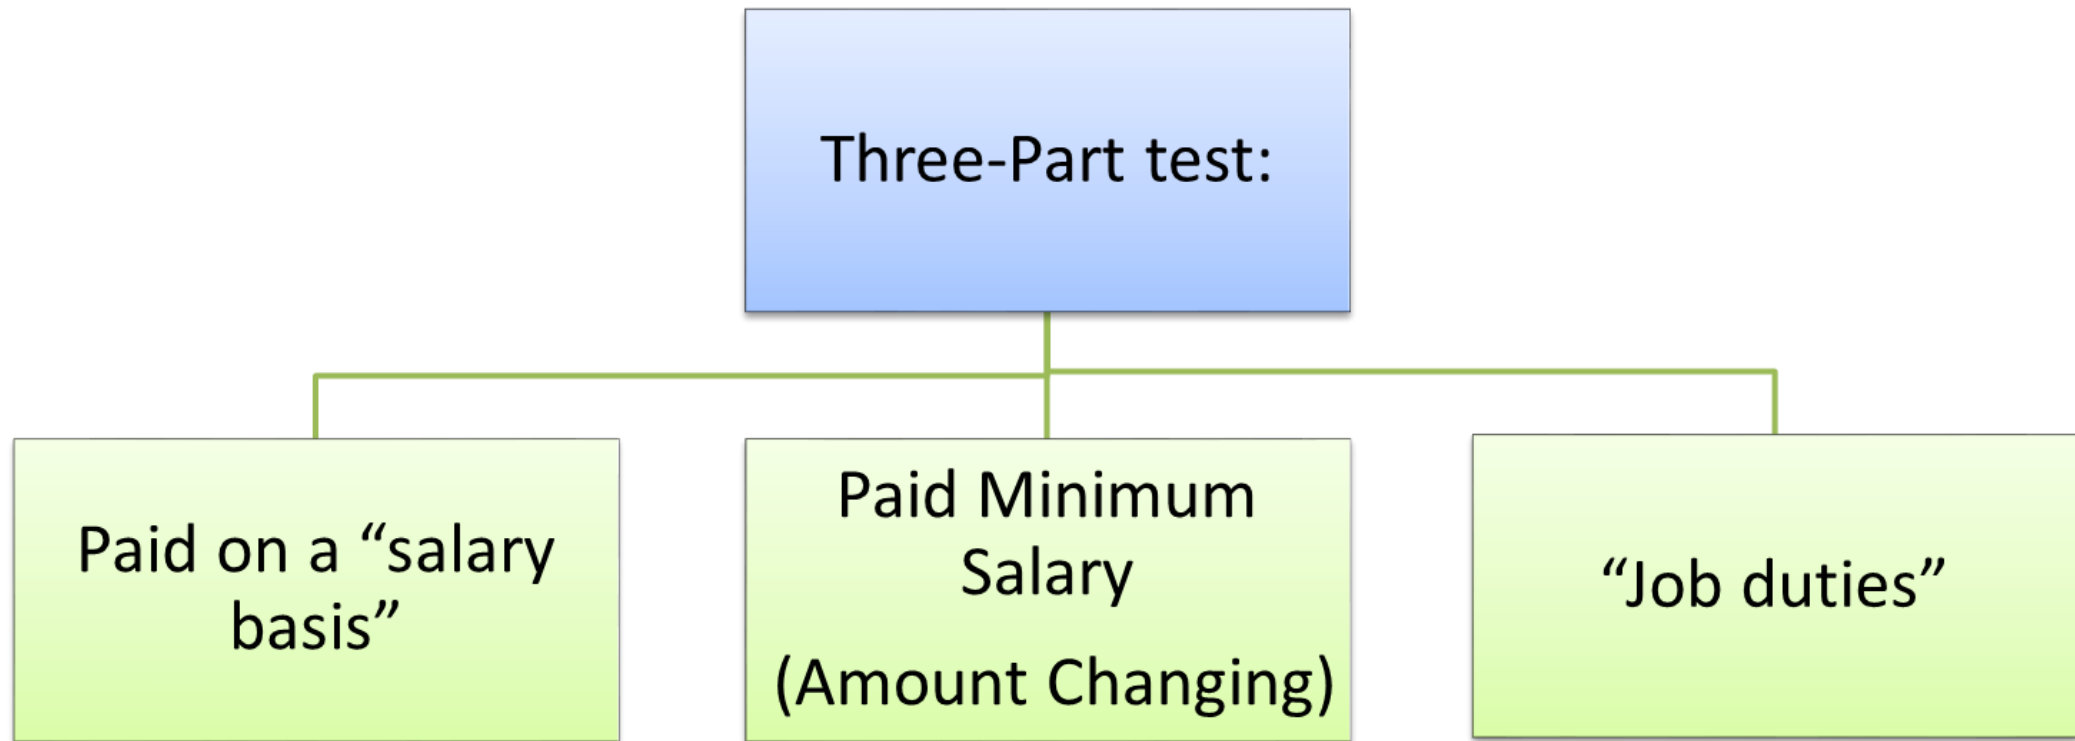 Three-Part test:
Paid on a “salary
basis”
Paid Minimum
Salary
(Amount Changing)
“Job duties”